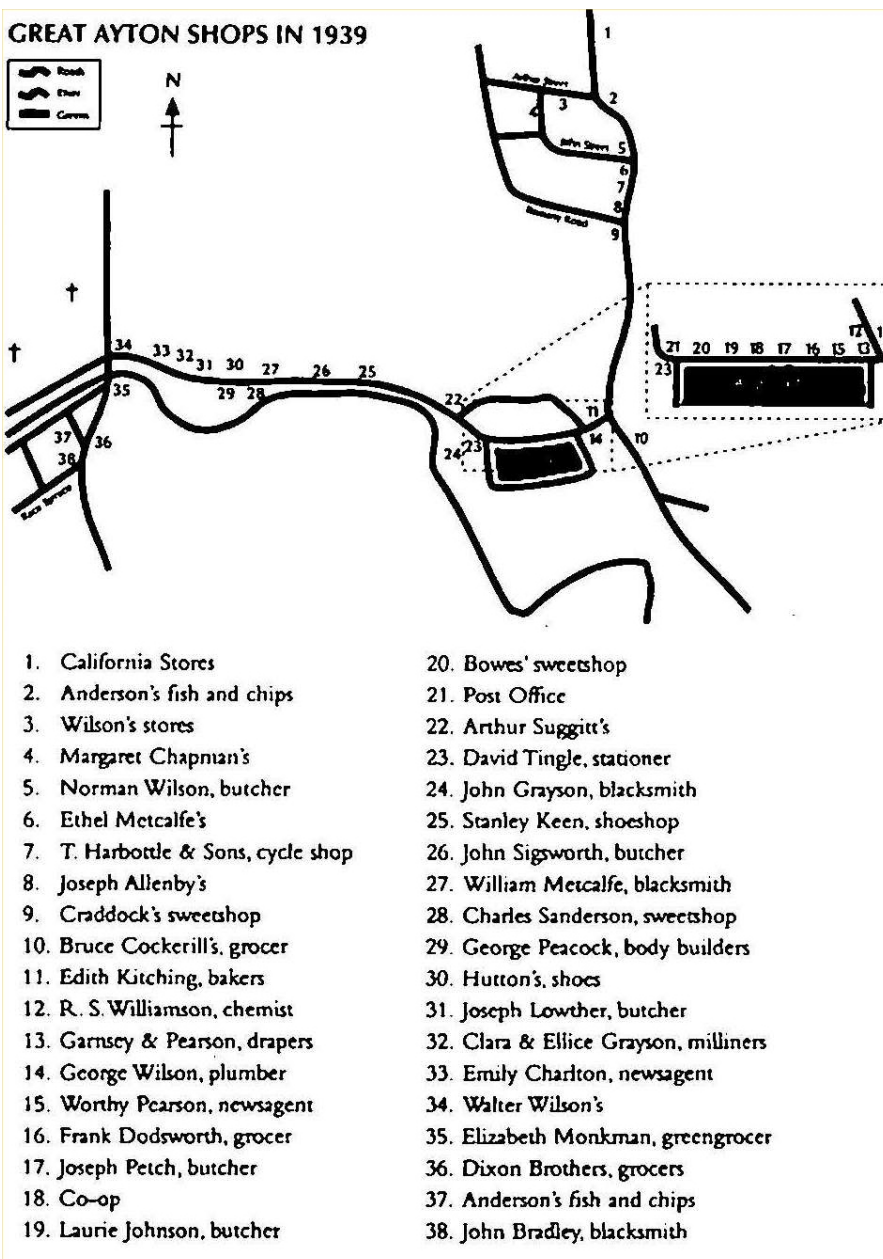 GREAT AYTON SHOPS IN 1939
Roads
River
Greens
N
1
Arthur Street
2
3
4
John Street
5
6
7
8
Road
9
34
33
32
31
30
27
26
25
29
28
35
37
36
38
Race Terrace
22
23
24
11
14
10
12
21
20
19
18
17
16
15
13
23
1. California Stores
2. Anderson's fish and chips
3. Wilson's stores
4. Margaret Chapman's
5. Norman Wilson, butcher
6. Ethel Metcalfe's
7. T. Harbottle & Sons, cycle shop
8. Joseph Allenby's
9. Craddock's sweetshop
10. Bruce Cockerill's, grocer
11. Edith Kitching, bakers
12. R. S. Williamson, chemist
13. Garnsey & Pearson, drapers
14. George Wilson, plumber
15. Worthy Pearson, newsagent
16. Frank Dodsworth, grocer
17. Joseph Petch, butcher
18. Co-op
19. Laurie Johnson, butcher
20. Bowes' sweetshop
21. Post Office
22. Arthur Suggitt's
23. David Tingle, stationer
24. John Grayson, blacksmith
25. Stanley Keen, shoeshop
26. John Sigsworth, butcher
27. William Metcalfe, blacksmith
28. Charles Sanderson, sweetshop
29. George Peacock, body builders
30. Hutton's, shoes
31. Joseph Lowther, butcher
32. Clara & Ellice Grayson, milliners
33. Emily Charlton, newsagent
34. Walter Wilson's
35. Elizabeth Monkman, greengrocer
36. Dixon Brothers, grocers
37. Anderson's fish and chips
38. John Bradley, blacksmith